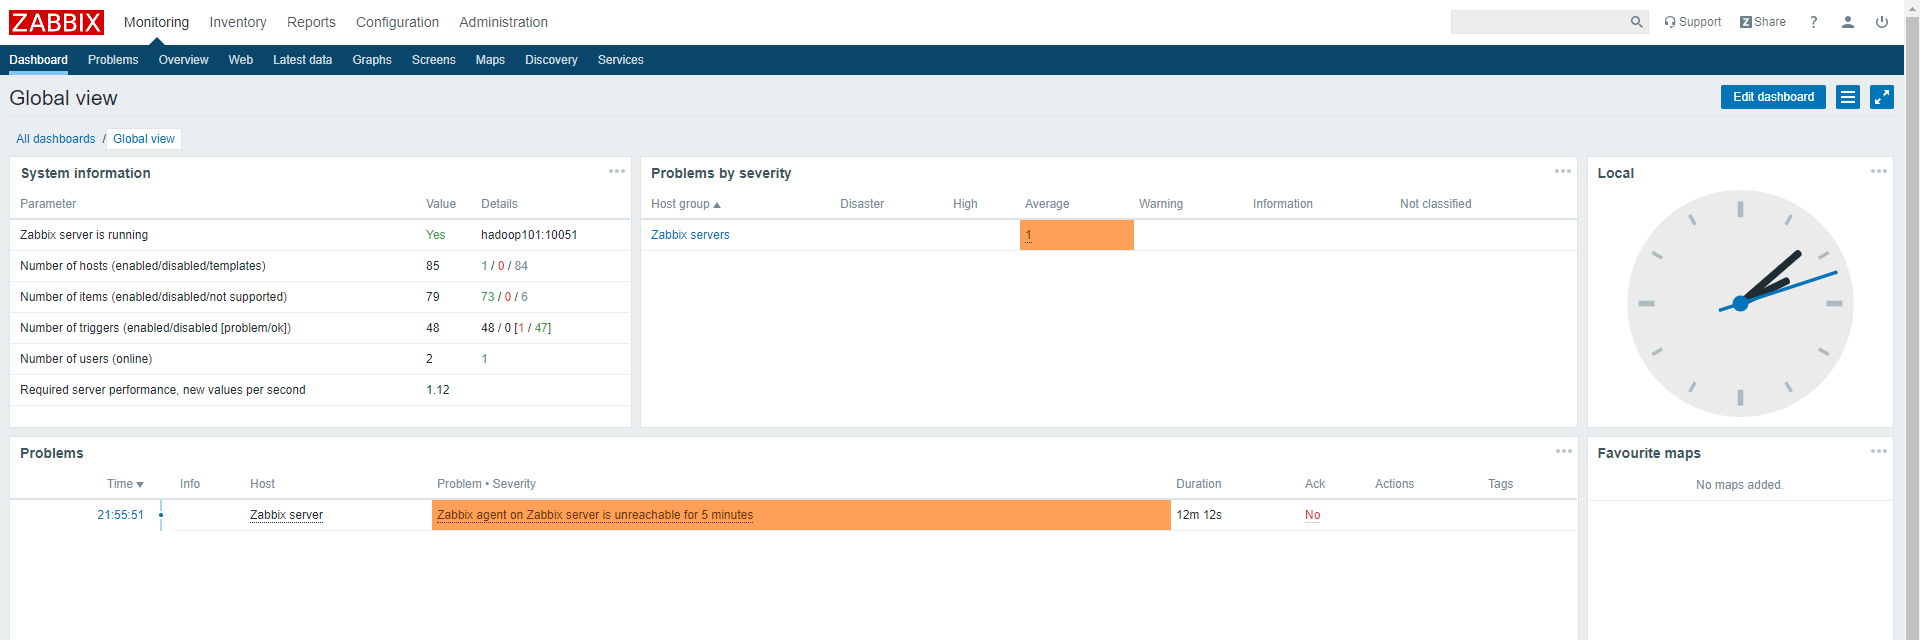 ZABBIX Monitoring Inventory Reports Configuration Administration Support Z Share ?
Dashboard Problems Overview Web Latest data Graphs Screens Maps Discovery Services
Global view Edit dashboard
All dashboards / Global view
System information
Parameter Value Details
Zabbix server is running Yes hadoop101:10051
Number of hosts (enabled/disabled/templates) 85 1 / 0 / 84
Number of items (enabled/disabled/not supported) 79 73 / 0 / 6
Number of triggers (enabled/disabled [problem/ok]) 48 48 / 0 [1 / 47]
Number of users (online) 2 1
Required server performance, new values per second 1.12
Problems by severity
Host group Disaster High Average Warning Information Not classified
Zabbix servers 1
Local
Problems
Time Info Host Problem • Severity Duration Ack Actions Tags
21:55:51 Zabbix server Zabbix agent on Zabbix server is unreachable for 5 minutes 12m 12s No
Favourite maps
No maps added.